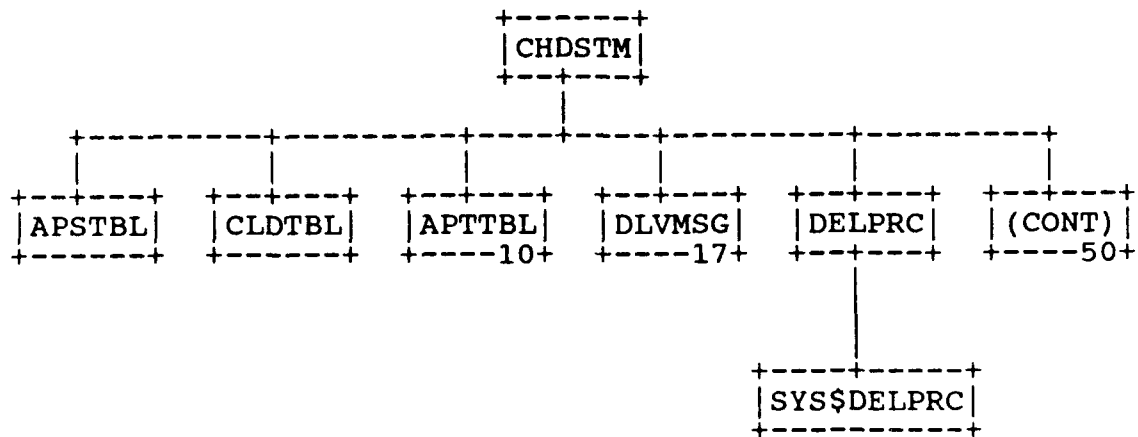 CHDSTM
APSTBL CLDTBL APTTBL DLVMSG DELPRC (CONT)
10 17 50
SYS$DELPRC